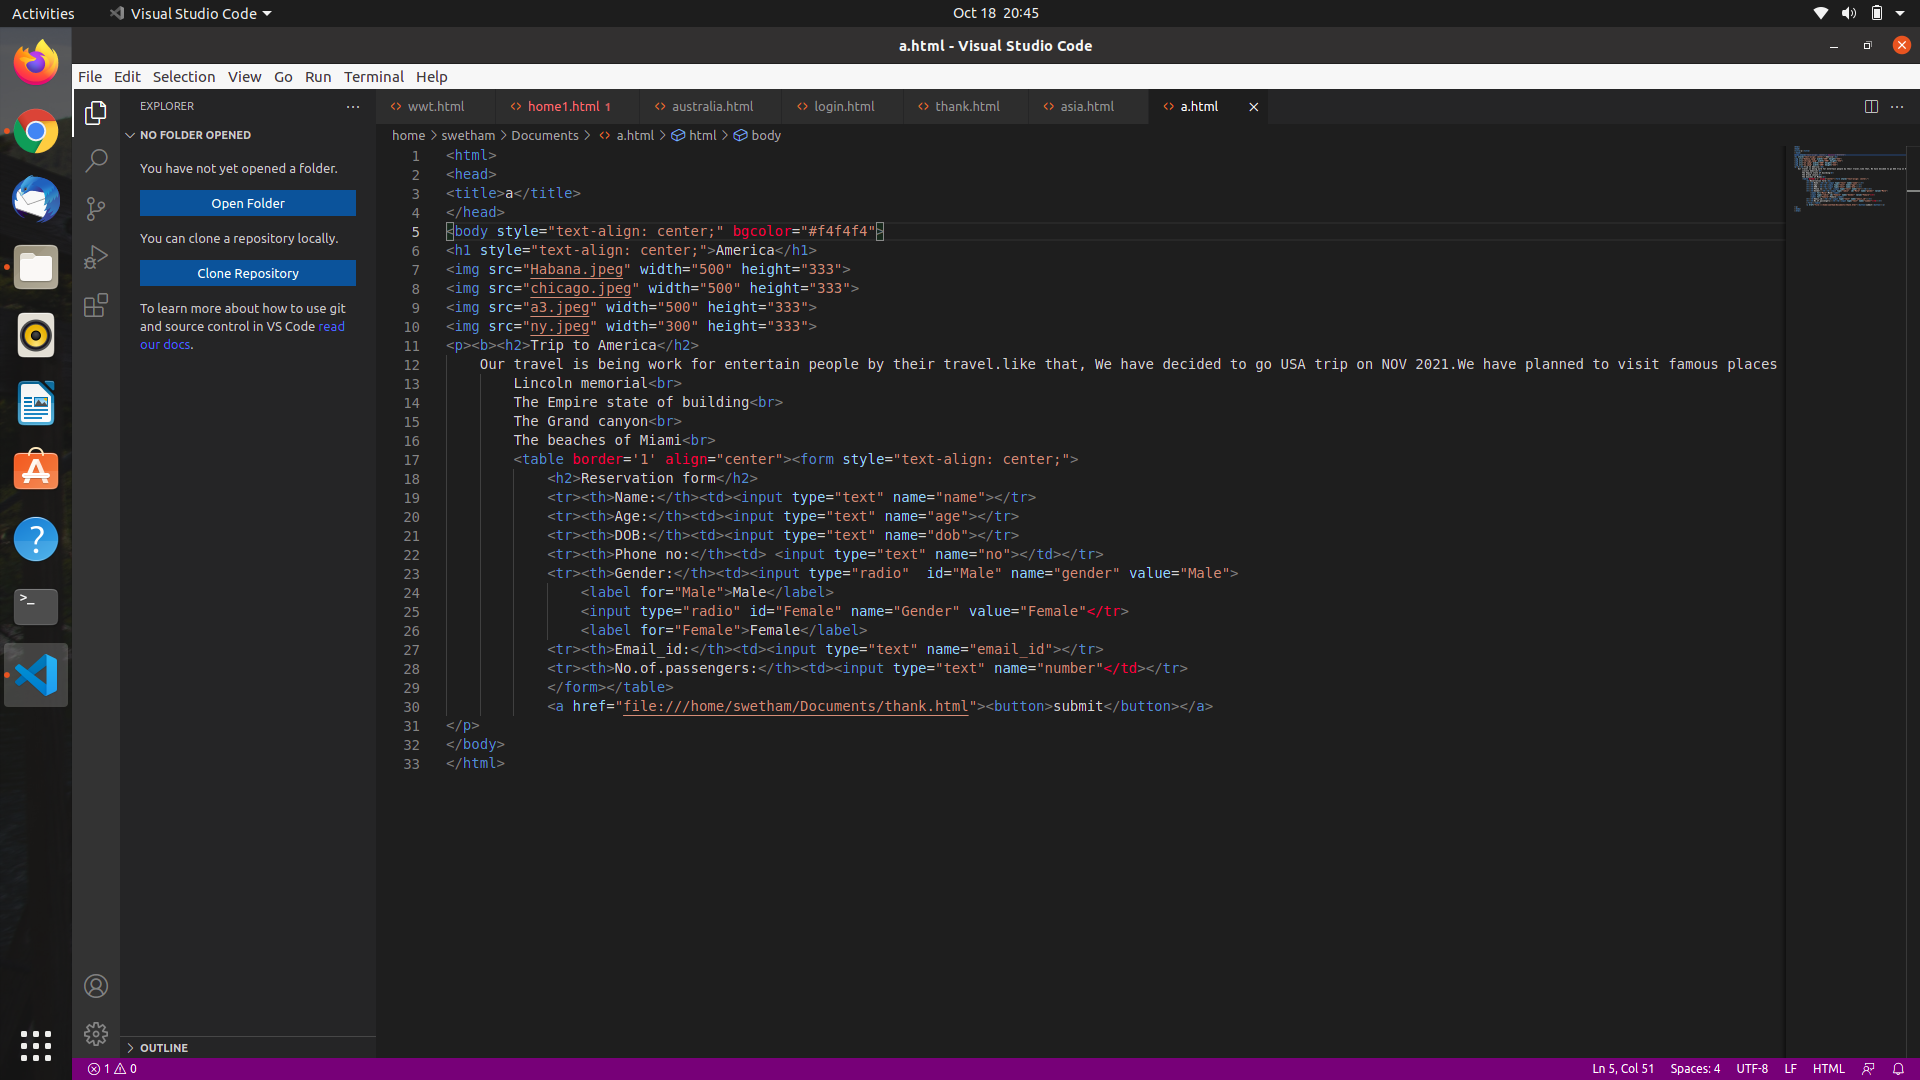 Activities
Visual Studio Code
Oct 18 20:45
a.html - Visual Studio Code
File Edit Selection View Go Run Terminal Help
EXPLORER
NO FOLDER OPENED
You have not yet opened a folder.
Open Folder
You can clone a repository locally.
Clone Repository
To learn more about how to use git
and source control in VS Code read
our docs.
OUTLINE
wwt.html
home1.html 1
australia.html
login.html
thank.html
asia.html
a.html
home > swetham > Documents > a.html > html > body
1 <html>
2 <head>
3 <title>a</title>
4 </head>
5 <body style="text-align: center;" bgcolor="#f4f4f4">
6 <h1 style="text-align: center;">America</h1>
7 <img src="Habana.jpeg" width="500" height="333">
8 <img src="chicago.jpeg" width="500" height="333">
9 <img src="a3.jpeg" width="500" height="333">
10 <img src="ny.jpeg" width="300" height="333">
11 <p><b><h2>Trip to America</h2>
12 Our travel is being work for entertain people by their travel.like that, We have decided to go USA trip on NOV 2021.We have planned to visit famous places
13 Lincoln memorial<br>
14 The Empire state of building<br>
15 The Grand canyon<br>
16 The beaches of Miami<br>
17 <table border='1' align="center"><form style="text-align: center;">
18 <h2>Reservation form</h2>
19 <tr><th>Name:</th><td><input type="text" name="name"></tr>
20 <tr><th>Age:</th><td><input type="text" name="age"></tr>
21 <tr><th>DOB:</th><td><input type="text" name="dob"></tr>
22 <tr><th>Phone no:</th><td> <input type="text" name="no"></td></tr>
23 <tr><th>Gender:</th><td><input type="radio"  id="Male" name="gender" value="Male">
24 <label for="Male">Male</label>
25 <input type="radio" id="Female" name="Gender" value="Female"</tr>
26 <label for="Female">Female</label>
27 <tr><th>Email_id:</th><td><input type="text" name="email_id"></tr>
28 <tr><th>No.of.passengers:</th><td><input type="text" name="number"</td></tr>
29 </form></table>
30 <a href="file:///home/swetham/Documents/thank.html"><button>submit</button></a>
31 </p>
32 </body>
33 </html>
1 0
Ln 5, Col 51 Spaces: 4 UTF-8 LF HTML